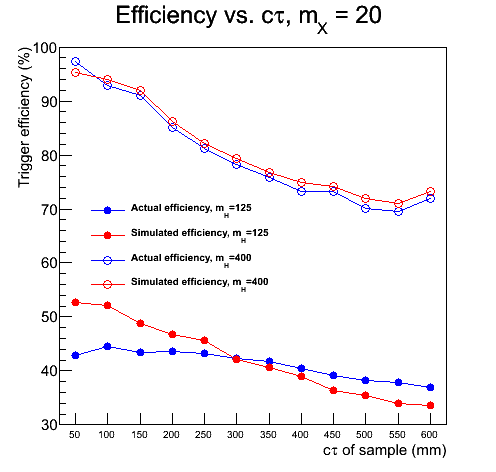 Efficiency vs. cτ, mX = 20
Trigger efficiency (%)
100
90
80
70
60
50
40
30
Actual efficiency, mH=125
Simulated efficiency, mH=125
Actual efficiency, mH=400
Simulated efficiency, mH=400
50 100 150 200 250 300 350 400 450 500 550 600
cτ of sample (mm)